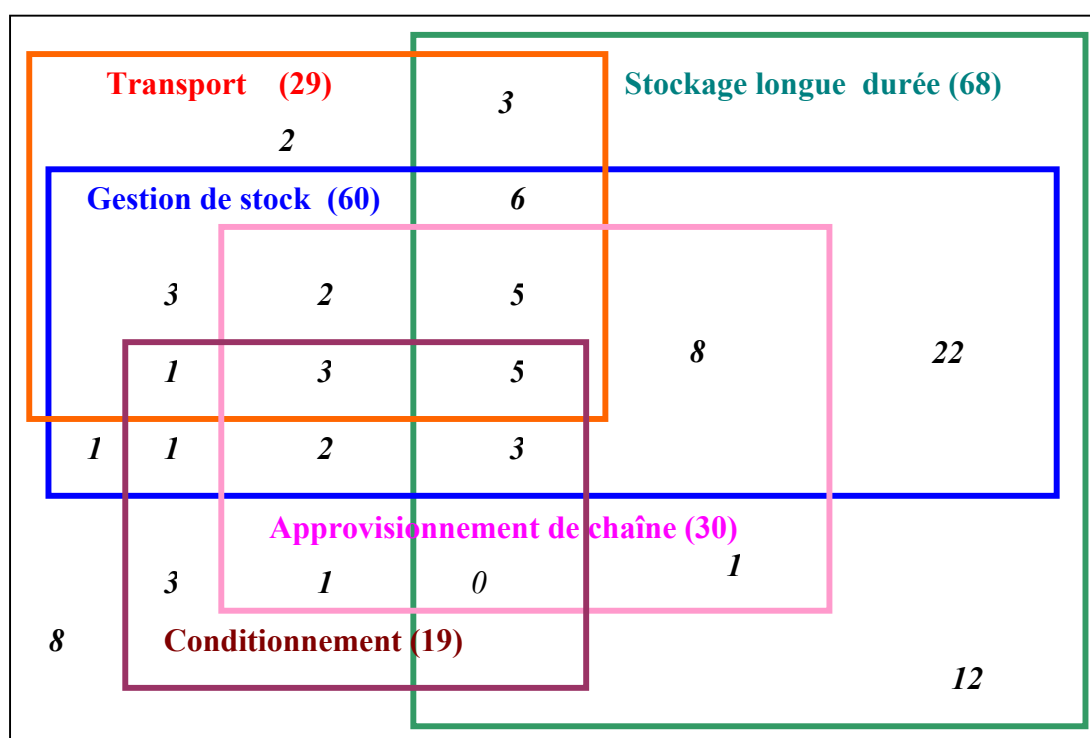 Transport (29)
3
Stockage longue durée (68)
2
Gestion de stock (60)
6
3 2 5
8 22
1 3 5
1 1 2 3
Approvisionnement de chaîne (30)
3 1 0 1
8 Conditionnement (19)
12